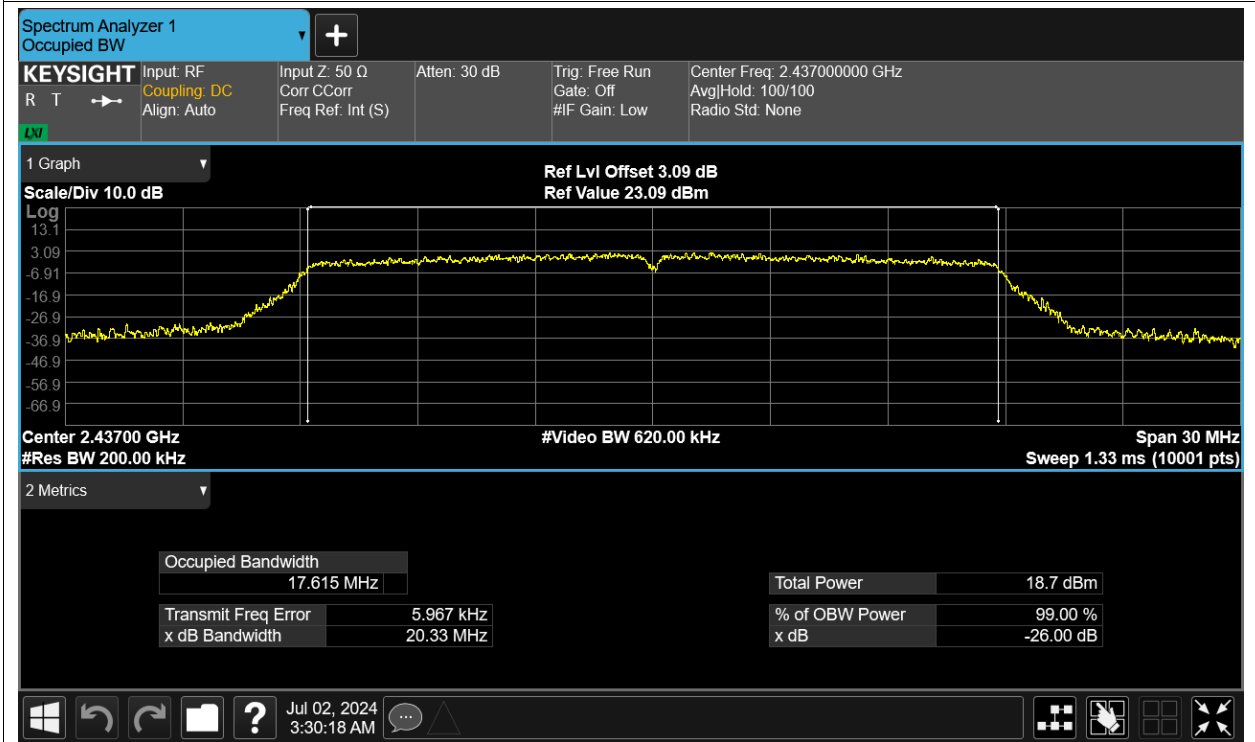 Spectrum Analyzer 1
Occupied BW
KEYSIGHT
R T
LXI
Input: RF
Coupling: DC
Align: Auto
Input Z: 50 Ω
Corr CCorr
Freq Ref: Int (S)
Atten: 30 dB
Trig: Free Run
Gate: Off
#IF Gain: Low
Center Freq: 2.437000000 GHz
Avg|Hold: 100/100
Radio Std: None
1 Graph
Scale/Div 10.0 dB
Ref Lvl Offset 3.09 dB
Ref Value 23.09 dBm
Log
13.1
3.09
-6.91
-16.9
-26.9
-36.9
-46.9
-56.9
-66.9
Center 2.43700 GHz
#Res BW 200.00 kHz
#Video BW 620.00 kHz
Span 30 MHz
Sweep 1.33 ms (10001 pts)
2 Metrics
Occupied Bandwidth
17.615 MHz
Transmit Freq Error 5.967 kHz
x dB Bandwidth 20.33 MHz
Total Power 18.7 dBm
% of OBW Power 99.00 %
x dB -26.00 dB
?
Jul 02, 2024
3:30:18 AM